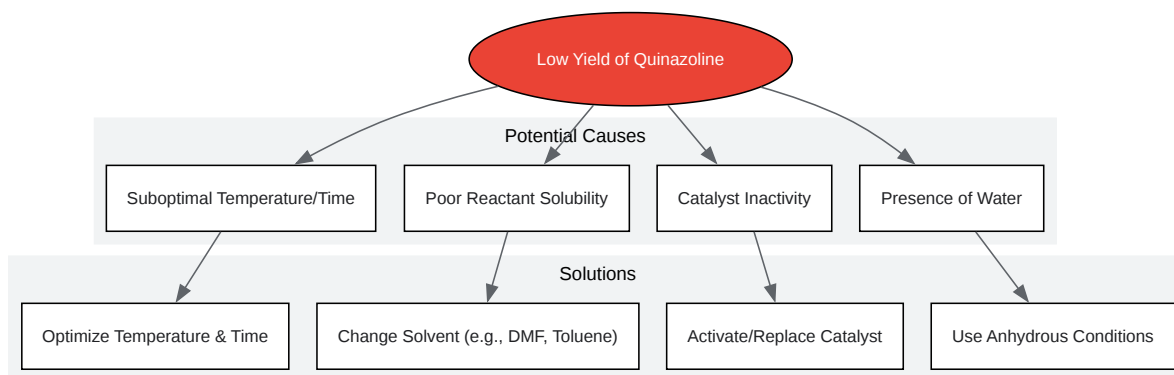 Low Yield of Quinazoline
Potential Causes
Suboptimal Temperature/Time
Poor Reactant Solubility
Catalyst Inactivity
Presence of Water
Solutions
Optimize Temperature & Time
Change Solvent (e.g., DMF, Toluene)
Activate/Replace Catalyst
Use Anhydrous Conditions